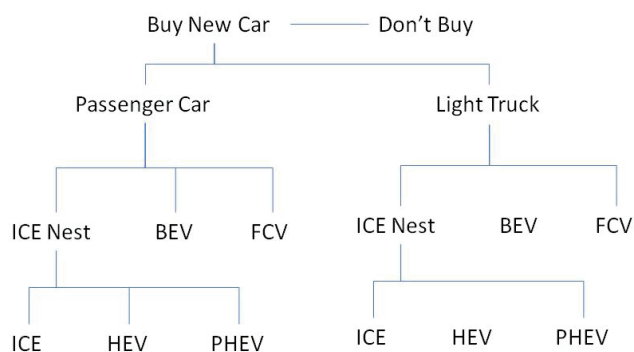 Buy New Car Don't Buy
Passenger Car Light Truck
ICE Nest BEV FCV ICE Nest BEV FCV
ICE HEV PHEV ICE HEV PHEV